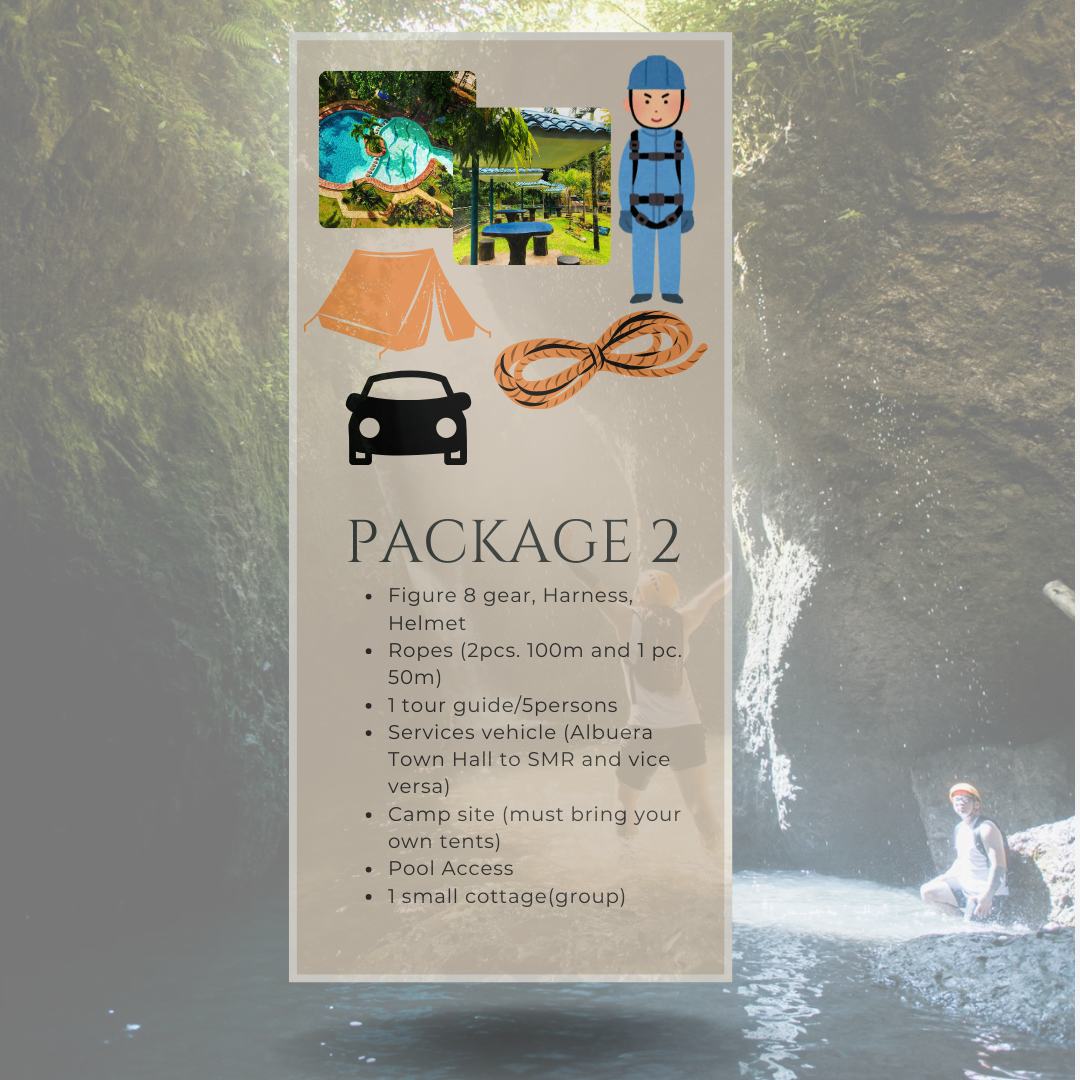 PACKAGE 2
• Figure 8 gear, Harness,
Helmet
• Ropes (2pcs. 100m and 1 pc.
50m)
• 1 tour guide/5persons
• Services vehicle (Albuera
Town Hall to SMR and vice
versa)
• Camp site (must bring your
own tents)
• Pool Access
• 1 small cottage(group)